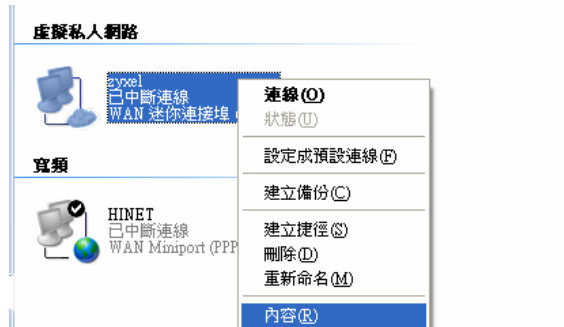 虛擬私人網路
zyxel
已中斷連線
WAN 迷你連接埠
連線(O)
狀態(U)
設定成預設連線(F)
建立備份(C)
建立捷徑(S)
刪除(D)
重新命名(M)
內容(R)
寬頻
HINET
已中斷連線
WAN Miniport (PPP